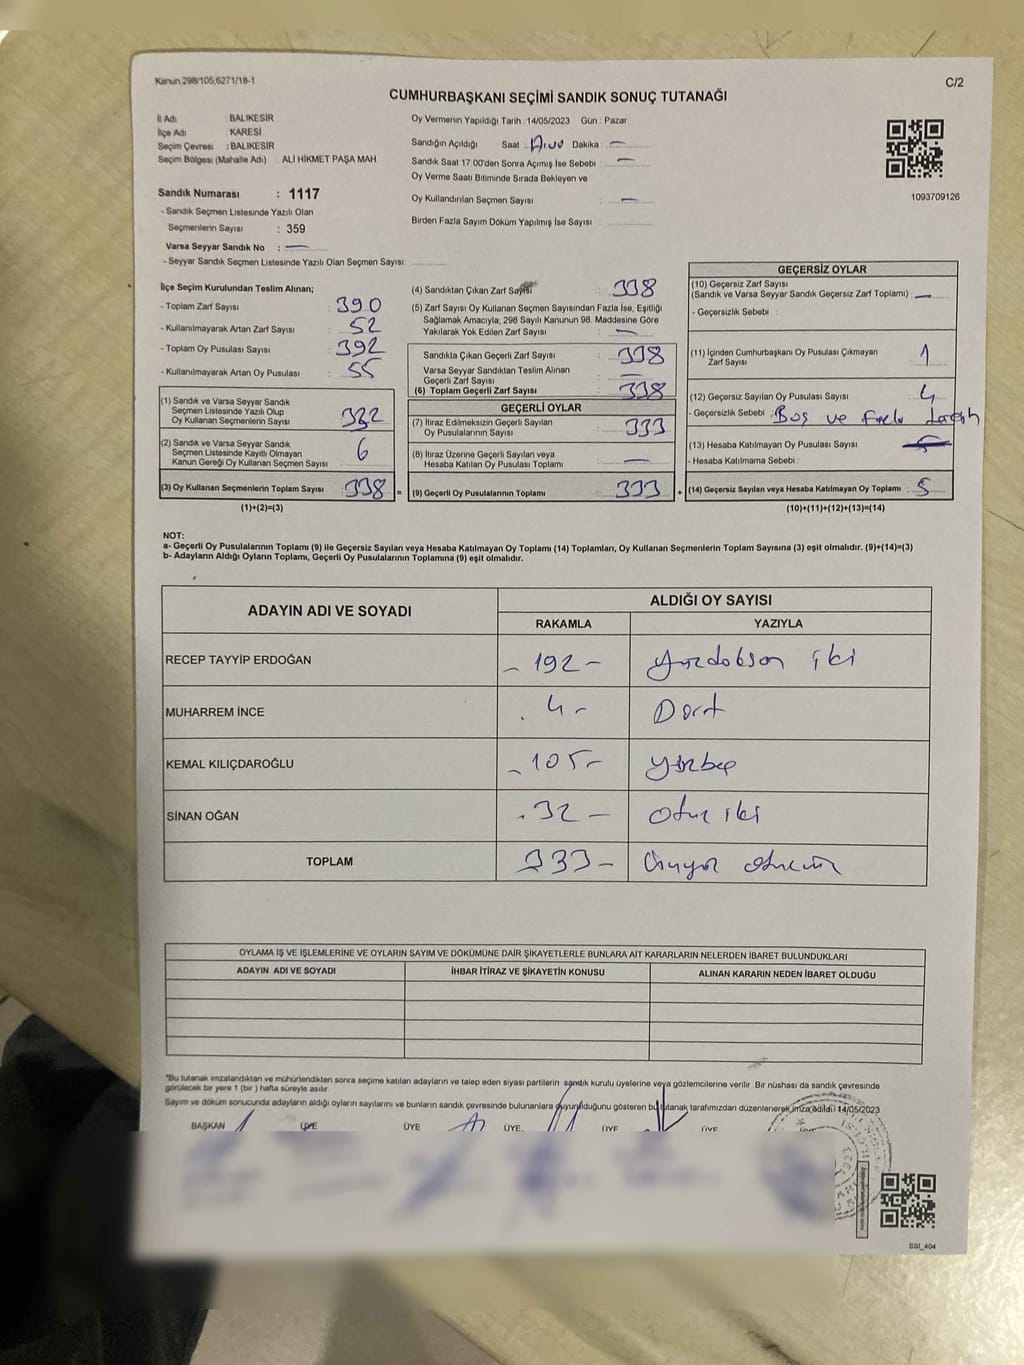 Kanun,298/105,6271/18-1
C/2
CUMHURBAŞKANI SEÇİMİ SANDIK SONUÇ TUTANAĞI
İl Adı : BALIKESİR
İlçe Adı : KARESİ
Seçim Çevresi : BALIKESİR
Seçim Bölgesi (Mahalle Adı) : ALİ HİKMET PAŞA MAH.
Sandık Numarası : 1117
- Sandık Seçmen Listesinde Yazılı Olan
Seçmenlerin Sayısı : 359
Varsa Seyyar Sandık No : —
- Seyyar Sandık Seçmen Listesinde Yazılı Olan Seçmen Sayısı:
Oy Vermenin Yapıldığı Tarih : 14/05/2023 Gün : Pazar
Sandığın Açıldığı Saat : Dakika : —
Sandık Saat 17:00'den Sonra Açımış İse Sebebi : —
Oy Verme Saati Bitiminde Sırada Bekleyen ve
Oy Kullandırılan Seçmen Sayısı : —
Birden Fazla Sayım Döküm Yapılmış İse Sayısı :
1093709126
İlçe Seçim Kurulundan Teslim Alınan;
- Toplam Zarf Sayısı : 390
- Kullanılmayarak Artan Zarf Sayısı : 52
- Toplam Oy Pusulası Sayısı : 392
- Kullanılmayarak Artan Oy Pusulası : 55
(1) Sandık ve Varsa Seyyar Sandık
Seçmen Listesinde Yazılı Olup
Oy Kullanan Seçmenlerin Sayısı : 332
(2) Sandık ve Varsa Seyyar Sandık
Seçmen Listesinde Kayıtlı Olmayan
Kanun Gereği Oy Kullanan Seçmen Sayısı : 6
(3) Oy Kullanan Seçmenlerin Toplam Sayısı : 338 =
(1)+(2)=(3)
(4) Sandıktan Çıkan Zarf Sayısı : 338
(5) Zarf Sayısı Oy Kullanan Seçmen Sayısından Fazla İse, Eşitliği
Sağlamak Amacıyla; 298 Sayılı Kanunun 98. Maddesine Göre
Yakılarak Yok Edilen Zarf Sayısı : —
Sandıkta Çıkan Geçerli Zarf Sayısı : 338
Varsa Seyyar Sandıktan Teslim Alınan
Geçerli Zarf Sayısı : —
(6) Toplam Geçerli Zarf Sayısı : 338
GEÇERLİ OYLAR
(7) İtiraz Edilmeksizin Geçerli Sayılan
Oy Pusulalarının Sayısı : 333
(8) İtiraz Üzerine Geçerli Sayılan veya
Hesaba Katılan Oy Pusulası Toplamı : —
(9) Geçerli Oy Pusulalarının Toplamı : 333 +
GEÇERSİZ OYLAR
(10) Geçersiz Zarf Sayısı
(Sandık ve Varsa Seyyar Sandık Geçersiz Zarf Toplamı) : —
- Geçersizlik Sebebi :
(11) İçinden Cumhurbaşkanı Oy Pusulası Çıkmayan
Zarf Sayısı : 1
(12) Geçersiz Sayılan Oy Pusulası Sayısı : 4
- Geçersizlik Sebebi : Boş ve
(13) Hesaba Katılmayan Oy Pusulası Sayısı :
- Hesaba Katılmama Sebebi :
(14) Geçersiz Sayılan veya Hesaba Katılmayan Oy Toplamı : 5
(10)+(11)+(12)+(13)=(14)
NOT:
a- Geçerli Oy Pusulalarının Toplamı (9) ile Geçersiz Sayılan veya Hesaba Katılmayan Oy Toplamı (14) Toplamları, Oy Kullanan Seçmenlerin Toplam Sayısına (3) eşit olmalıdır. (9)+(14)=(3)
b- Adayların Aldığı Oyların Toplamı, Geçerli Oy Pusulalarının Toplamına (9) eşit olmalıdır.
ADAYIN ADI VE SOYADI ALDIĞI OY SAYISI
RAKAMLA YAZIYLA
RECEP TAYYİP ERDOĞAN – 192 – yüzdoksan iki
MUHARREM İNCE . 4 – Dört
KEMAL KILIÇDAROĞLU – 105 – yüzbeş
SİNAN OĞAN . 32 – otuz iki
TOPLAM 333 – üçyüz otuzüç
OYLAMA İŞ VE İŞLEMLERİNE VE OYLARIN SAYIM VE DÖKÜMÜNE DAİR ŞİKAYETLERLE BUNLARA AİT KARARLARIN NELERDEN İBARET BULUNDUKLARI
ADAYIN ADI VE SOYADI İHBAR İTİRAZ VE ŞİKAYETİN KONUSU ALINAN KARARIN NEDEN İBARET OLDUĞU
*Bu tutanak imzalandıktan ve mühürlendikten sonra seçime katılan adayların ve talep eden siyasi partilerin sandık kurulu üyelerine veya gözlemcilerine verilir. Bir nüshası da sandık çevresinde
görülecek bir yere 1 (bir ) hafta süreyle asılır.
Sayım ve döküm sonucunda adayların aldığı oyların sayılarını ve bunların sandık çevresinde bulunanlara duyurulduğunu gösteren bu tutanak tarafımızdan düzenlenerek imza edildi. 14/05/2023
BAŞKAN ÜYE ÜYE ÜYE. ÜYE ÜYE
SSI_404